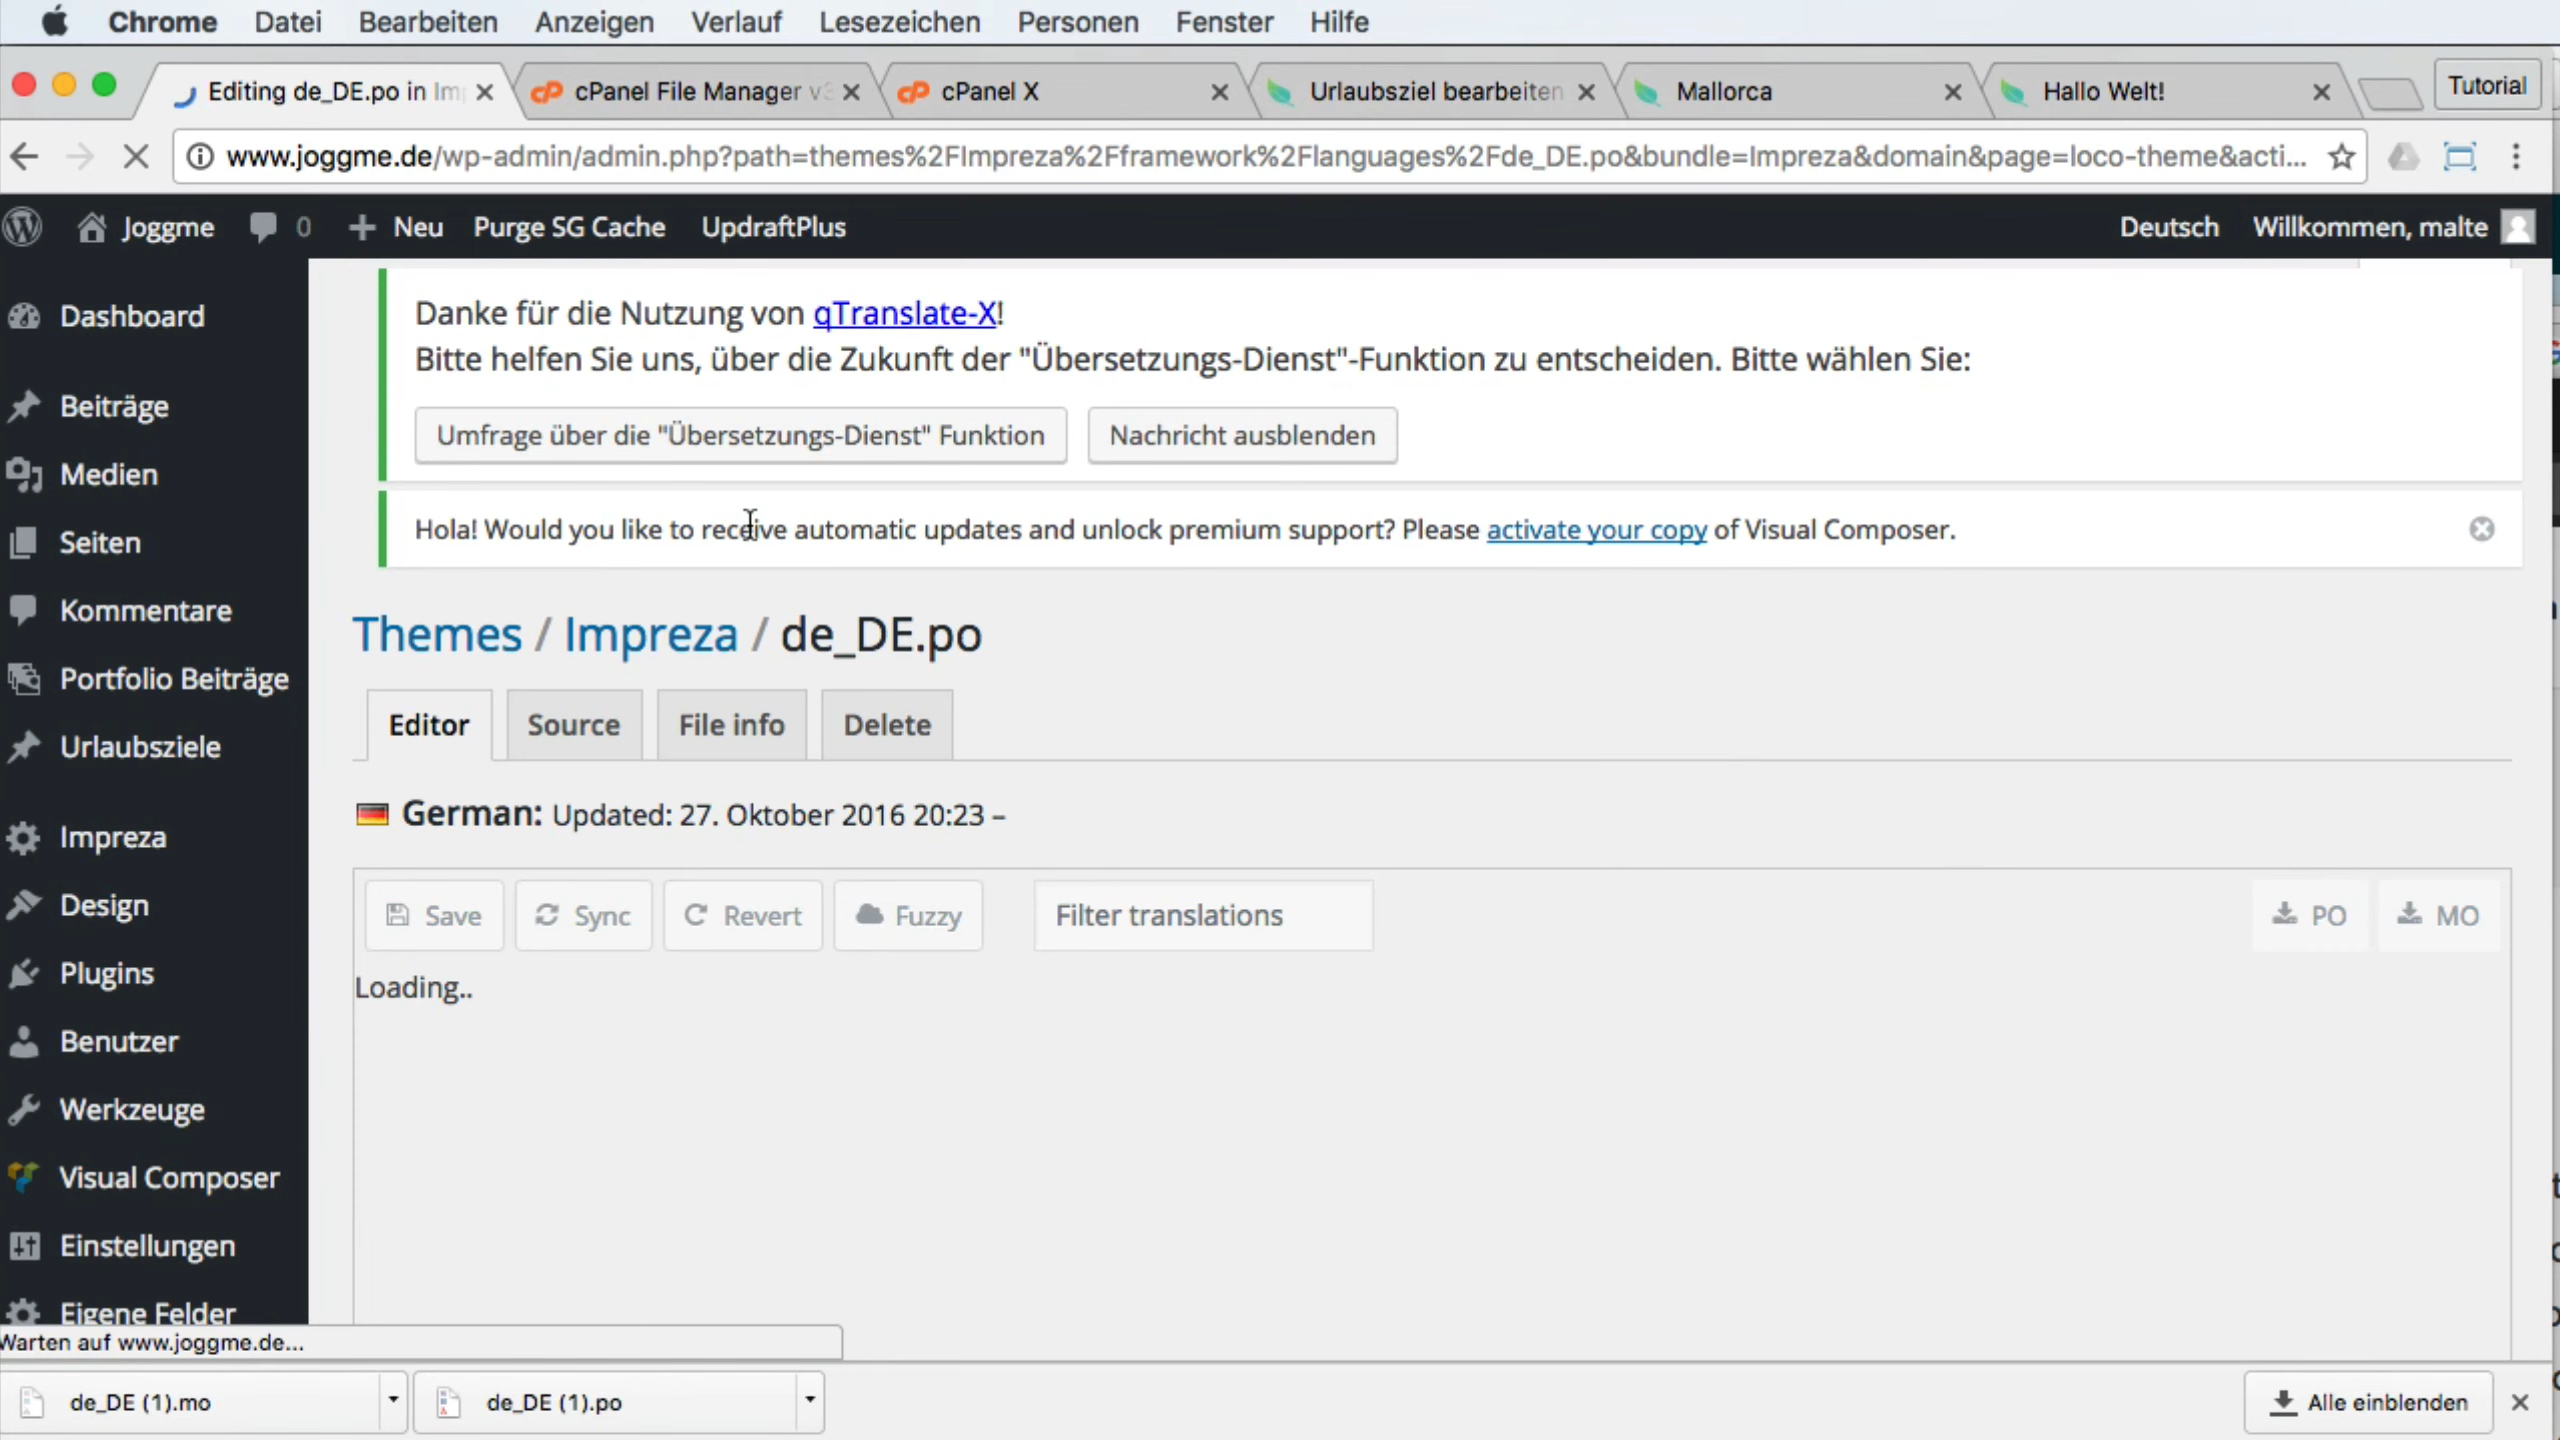 Chrome Datei Bearbeiten Anzeigen Verlauf Lesezeichen Personen Fenster Hilfe
Editing de_DE.po in Im cPanel File Manager v3 cPanel X Urlaubsziel bearbeiten Mallorca Hallo Welt! Tutorial
www.joggme.de/wp-admin/admin.php?path=themes%2FImpreza%2Fframework%2Flanguages%2Fde_DE.po&bundle=Impreza&domain&page=loco-theme&acti...
Joggme 0 + Neu Purge SG Cache UpdraftPlus Deutsch Willkommen, malte
Dashboard
Beiträge
Medien
Seiten
Kommentare
Portfolio Beiträge
Urlaubsziele
Impreza
Design
Plugins
Benutzer
Werkzeuge
Visual Composer
Einstellungen
Eigene Felder
Danke für die Nutzung von qTranslate-X!
Bitte helfen Sie uns, über die Zukunft der "Übersetzungs-Dienst"-Funktion zu entscheiden. Bitte wählen Sie:
Umfrage über die "Übersetzungs-Dienst" Funktion Nachricht ausblenden
Hola! Would you like to receive automatic updates and unlock premium support? Please activate your copy of Visual Composer.
Themes / Impreza / de_DE.po
Editor Source File info Delete
German: Updated: 27. Oktober 2016 20:23 –
Save Sync Revert Fuzzy Filter translations PO MO
Loading..
Warten auf www.joggme.de...
de_DE (1).mo de_DE (1).po Alle einblenden